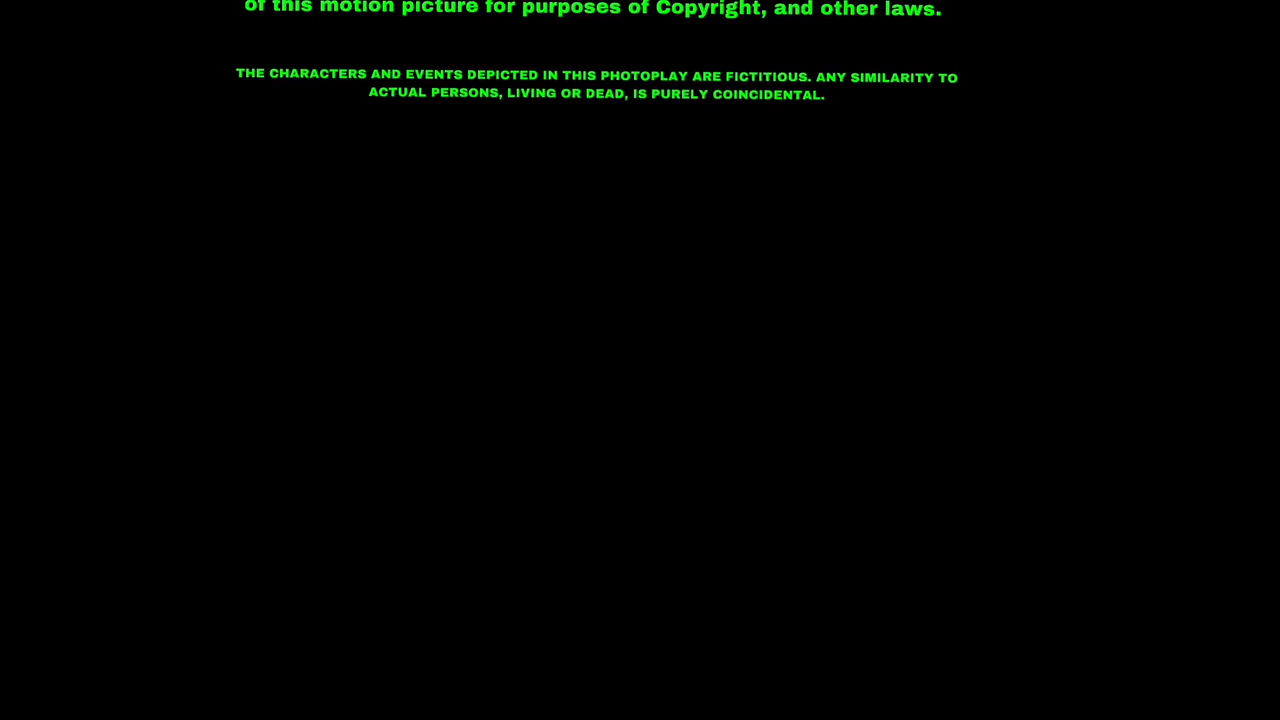 of this motion picture for purposes of Copyright, and other laws.
THE CHARACTERS AND EVENTS DEPICTED IN THIS PHOTOPLAY ARE FICTITIOUS. ANY SIMILARITY TO
ACTUAL PERSONS, LIVING OR DEAD, IS PURELY COINCIDENTAL.